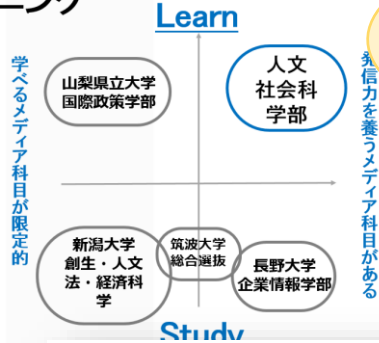 ニング
Learn
学べるメディア科目が限定的
山梨県立大学
国際政策学部
人文
社会科
学部
発信力を養うメディア科目がある
新潟大学
創生・人文
法・経済科
学
筑波大学
総合選抜
長野大学
企業情報学部
Study